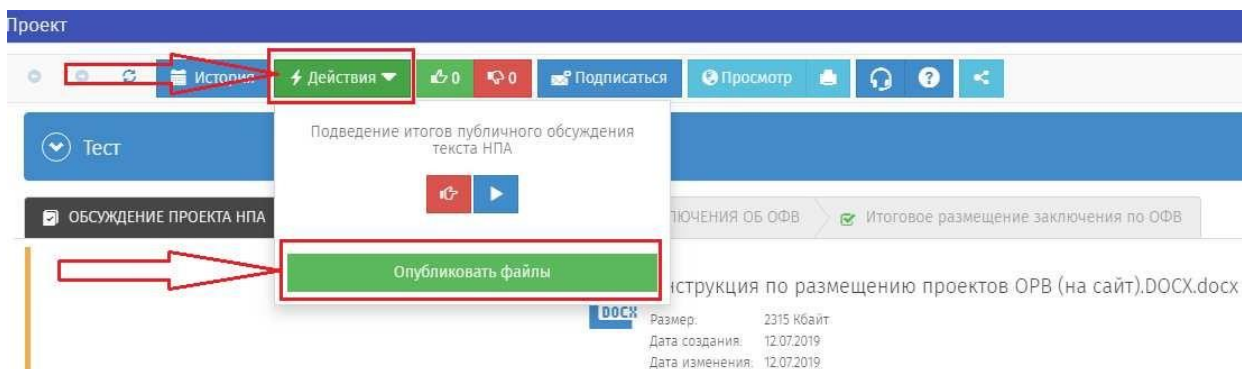 Проект
История
Действия
0
0
Подписаться
Просмотр
?
Подведение итогов публичного обсуждения
текста НПА
Тест
ОБСУЖДЕНИЕ ПРОЕКТА НПА
ОБ ОФВ
Итоговое размещение заключения по ОФВ
Опубликовать файлы
по размещению проектов ОРВ (на сайт).DOCX.docx
DOCX
Размер: 2315 Кбайт
Дата создания: 12.07.2019
Дата изменения: 12.07.2019